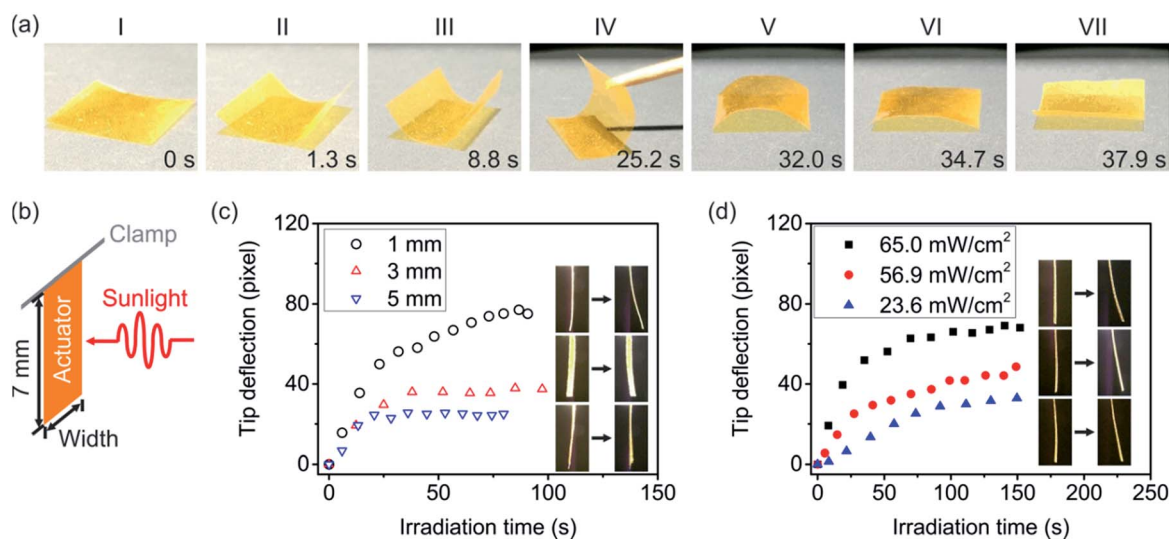 (a)
I II III IV V VI VII
0 s 1.3 s 8.8 s 25.2 s 32.0 s 34.7 s 37.9 s
(b)
Clamp
Sunlight
Actuator
7 mm
Width
(c)
Tip deflection (pixel)
120
80
40
0
1 mm
3 mm
5 mm
0 50 100 150
Irradiation time (s)
(d)
Tip deflection (pixel)
120
80
40
0
65.0 mW/cm²
56.9 mW/cm²
23.6 mW/cm²
0 50 100 150 200 250
Irradiation time (s)